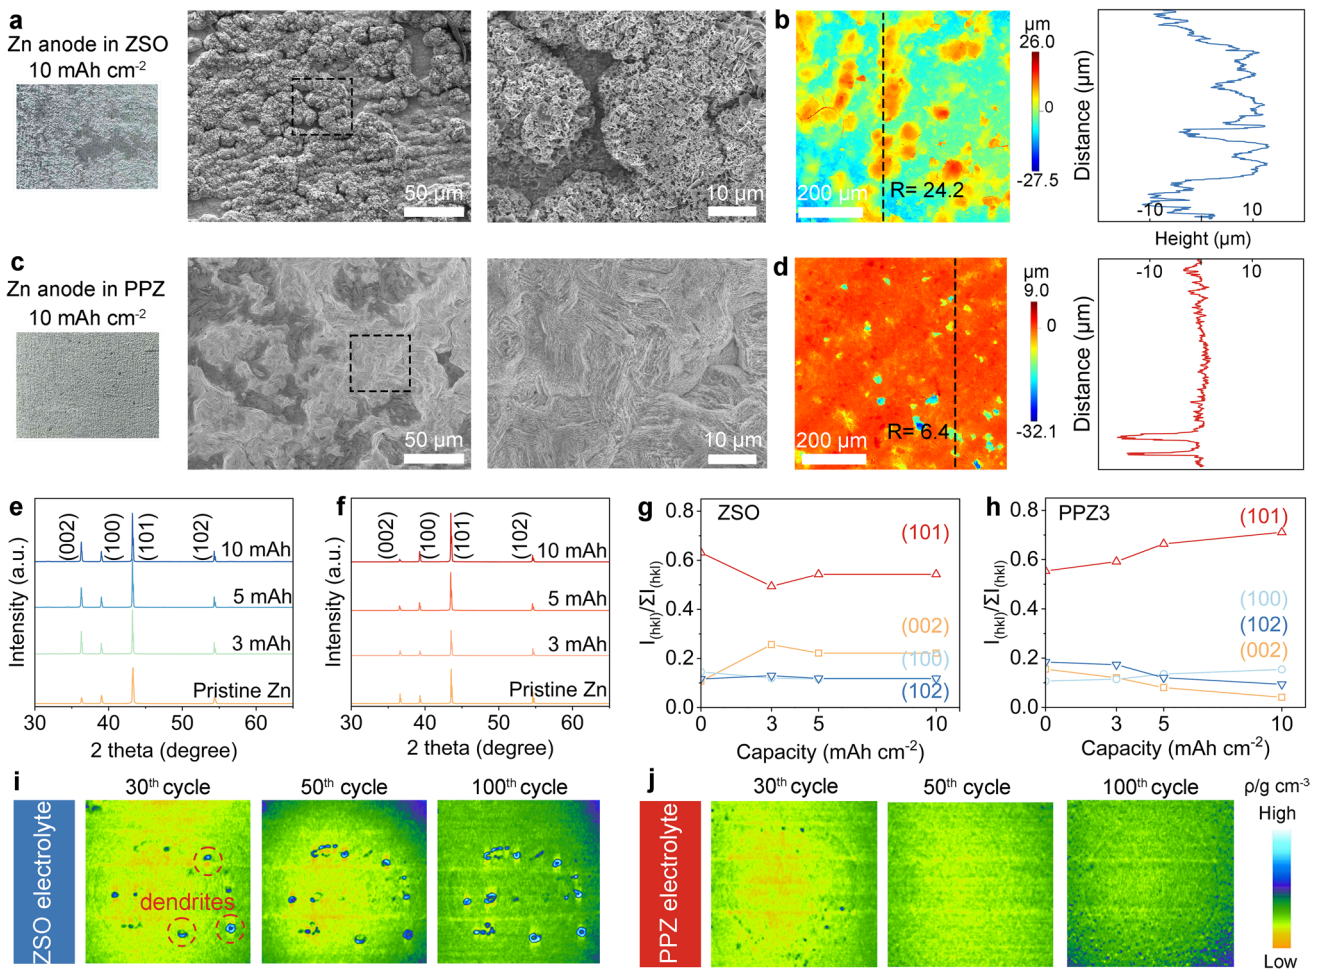 a
Zn anode in ZSO
10 mAh cm-2
50 µm
10 µm
b
µm
26.0
0
-27.5
R= 24.2
200 µm
Distance (µm)
-10 10
Height (µm)
c
Zn anode in PPZ
10 mAh cm-2
50 µm
10 µm
d
µm
9.0
0
-32.1
R= 6.4
200 µm
Distance (µm)
-10 10
e
(002) (100) (101) (102)
10 mAh
5 mAh
3 mAh
Pristine Zn
Intensity (a.u.)
30 40 50 60
2 theta (degree)
f
(002) (100) (101) (102)
10 mAh
5 mAh
3 mAh
Pristine Zn
Intensity (a.u.)
30 40 50 60
2 theta (degree)
g
ZSO
(101)
(002)
(100)
(102)
I(hkl)/ΣI(hkl)
0.8
0.6
0.4
0.2
0.0
0 3 5 10
Capacity (mAh cm-2)
h
PPZ3
(101)
(100)
(102)
(002)
I(hkl)/ΣI(hkl)
0.8
0.6
0.4
0.2
0.0
0 3 5 10
Capacity (mAh cm-2)
i
ZSO electrolyte
30th cycle
50th cycle
100th cycle
dendrites
j
PPZ electrolyte
30th cycle
50th cycle
100th cycle
ρ/g cm-3
High
Low